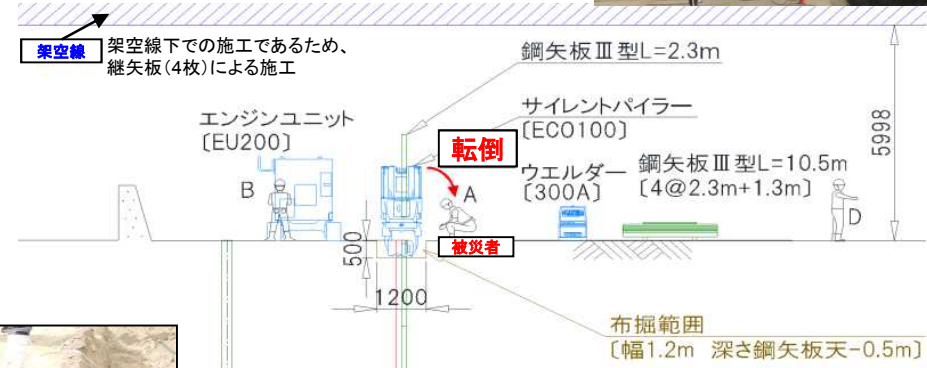 架空線
架空線下での施工であるため、
継矢板(4枚)による施工
鋼矢板Ⅲ型L=2.3m
サイレントパイラー
〔ECO100〕
エンジンユニット
〔EU200〕
転倒
ウエルダー
〔300A〕
鋼矢板Ⅲ型L=10.5m
〔4@2.3m+1.3m〕
5998
B
A
D
被災者
500
1200
布掘範囲
〔幅1.2m 深さ鋼矢板天-0.5m〕